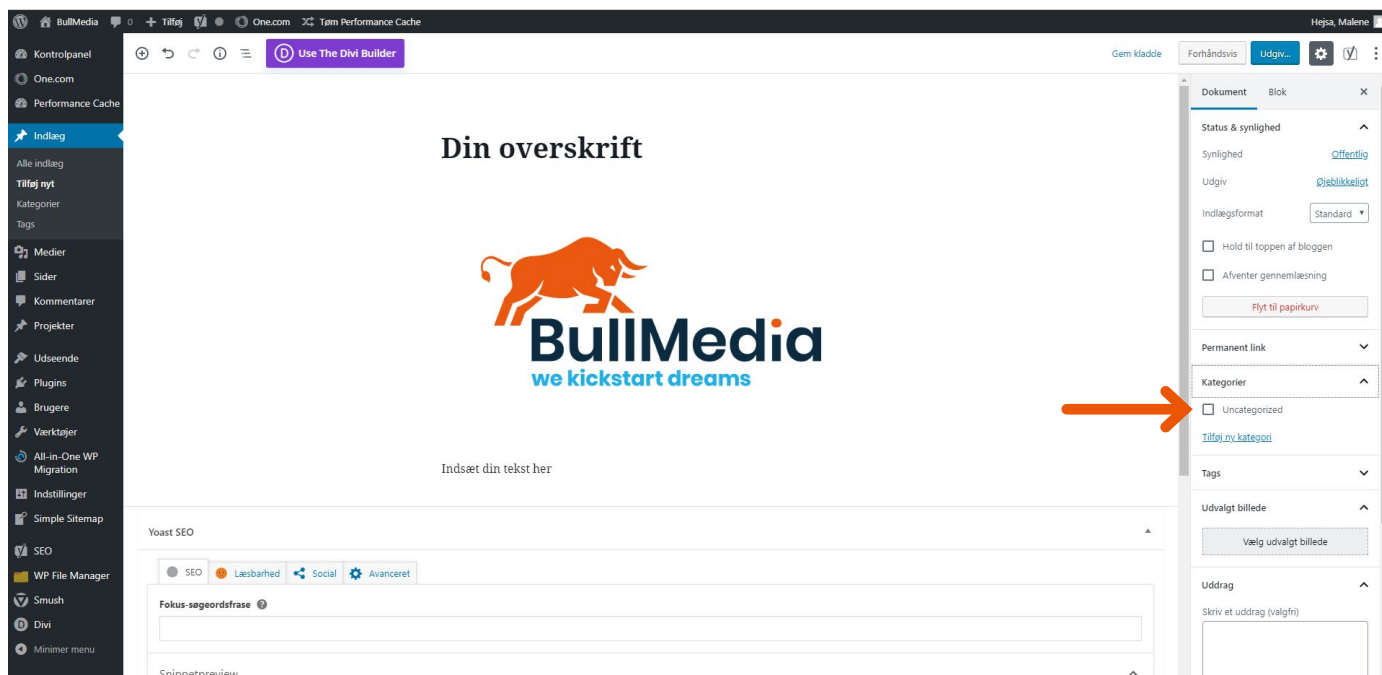 BullMedia 0 Tilføj One.com Tøm Performance Cache Hejsa, Malene
Kontrolpanel
One.com
Performance Cache
Indlæg
Alle indlæg
Tilføj nyt
Kategorier
Tags
Medier
Sider
Kommentarer
Projekter
Udseende
Plugins
Brugere
Værktøjer
All-in-One WP
Migration
Indstillinger
Simple Sitemap
SEO
WP File Manager
Smush
Divi
Minimer menu
D Use The Divi Builder Gem kladde Forhåndsvis Udgiv...
Din overskrift
BullMedia
we kickstart dreams
Indsæt din tekst her
Yoast SEO
SEO Læsbarhed Social Avanceret
Fokus-søgeordsfrase
Snippetpreview
Dokument Blok
Status & synlighed
Synlighed Offentlig
Udgiv Øjeblikkeligt
Indlægsformat Standard
Hold til toppen af bloggen
Afventer gennemlæsning
Flyt til papirkurv
Permanent link
Kategorier
Uncategorized
Tilføj ny kategori
Tags
Udvalgt billede
Vælg udvalgt billede
Uddrag
Skriv et uddrag (valgfri)